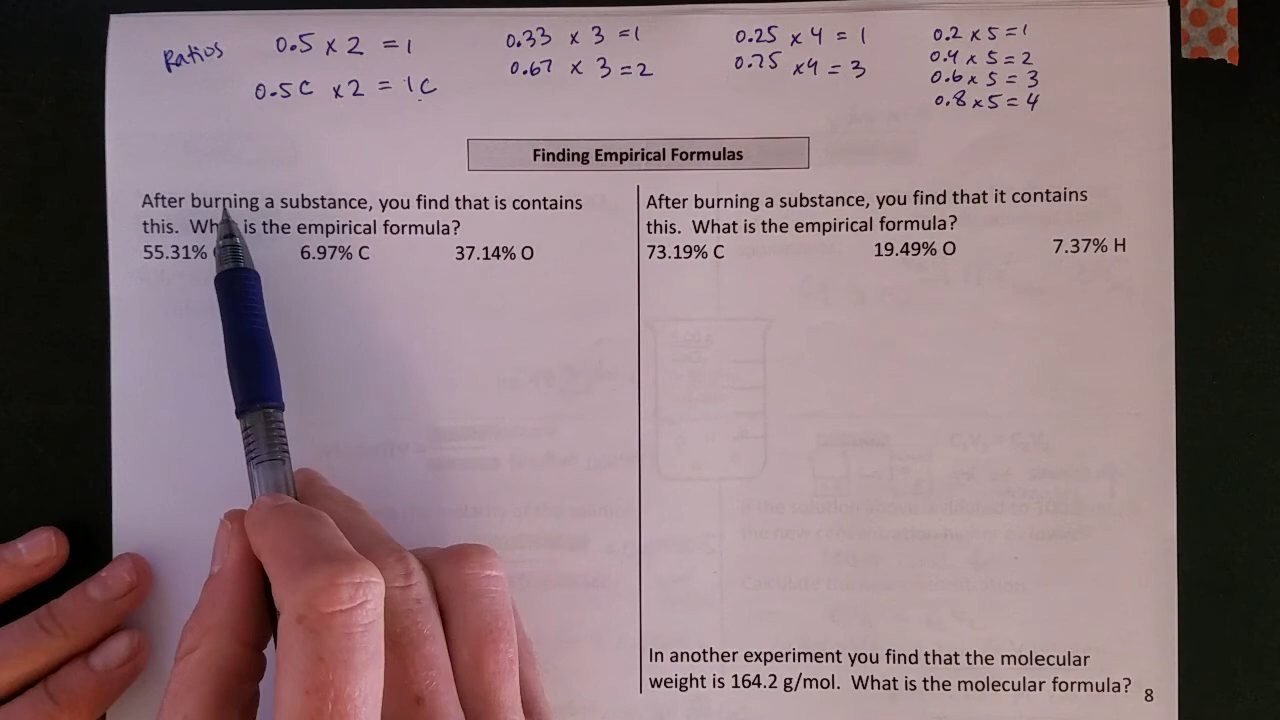 Ratios
0.5 x 2 = 1
0.5C x2 = 1C
0.33 x 3 = 1
0.67 x 3 = 2
0.25 x 4 = 1
0.75 x4 = 3
0.2 x 5 = 1
0.4 x 5 = 2
0.6 x 5 = 3
0.8 x 5 = 4
Finding Empirical Formulas
After burning a substance, you find that is contains
this. is the empirical formula?
55.31% 6.97% C 37.14% O
After burning a substance, you find that it contains
this. What is the empirical formula?
73.19% C 19.49% O 7.37% H
In another experiment you find that the molecular
weight is 164.2 g/mol. What is the molecular formula?
8